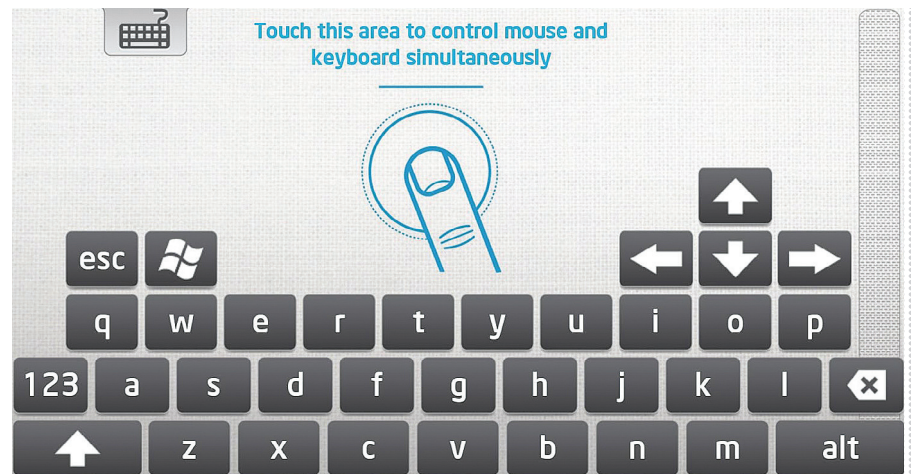 Touch this area to control mouse and
keyboard simultaneously
esc
q w e r t y u i o p
123 a s d f g h j k l
z x c v b n m alt